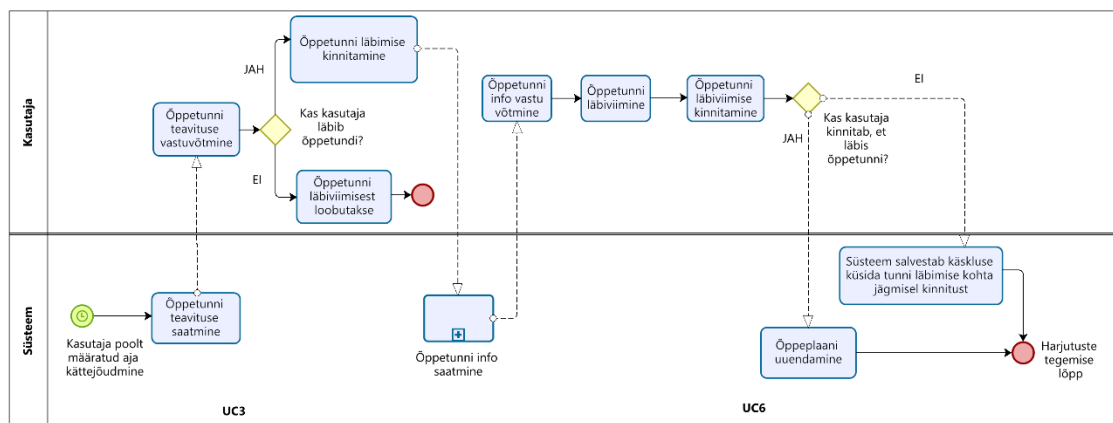 Kasutaja
Õppetunni
teavituse
vastuvõtmine
JAH
EI
Kas kasutaja
läbib
õppetundi?
Õppetunni läbimise
kinnitamine
Õppetunni
läbiviimisest
loobutakse
Õppetunni
info vastu
võtmine
Õppetunni
läbiviimine
Õppetunni
läbiviimise
kinnitamine
JAH
EI
Kas kasutaja
kinnitab, et
läbis
õppetunni?
Süsteem
Kasutaja poolt
määratud aja
kättejõudmine
Õppetunni
teavituse
saatmine
Õppetunni info
saatmine
Süsteem salvestab käskluse
küsida tunni läbimise kohta
jägmisel kinnitust
Õppeplaani
uuendamine
Harjutuste
tegemise
lõpp
UC3
UC6